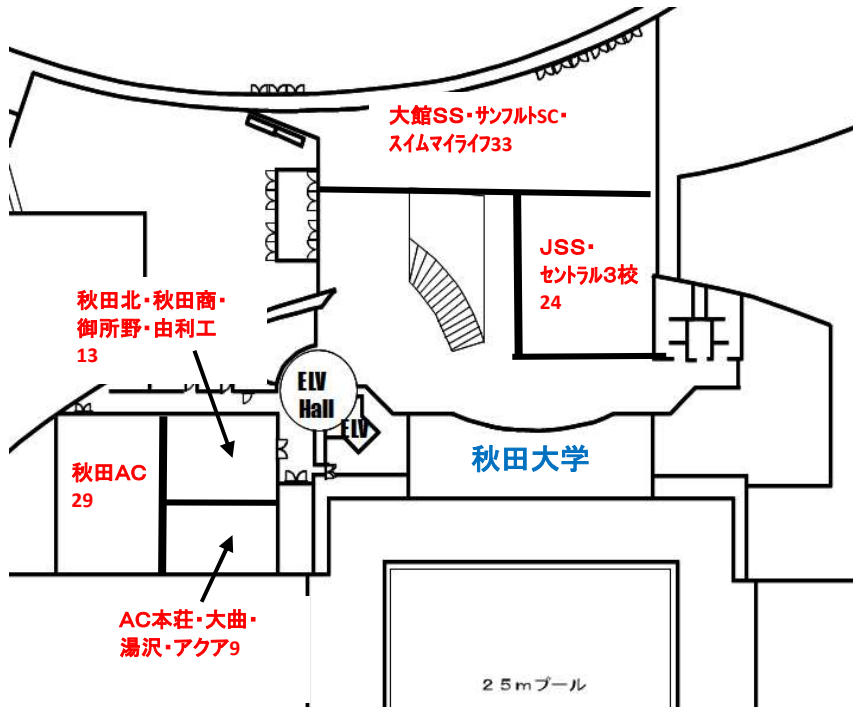 大館SS・サンフルトSC・
スイムマイライフ33
JSS・
セントラル3校
24
秋田北・秋田商・
御所野・由利工
13
ELV
Hall
ELV
秋田大学
秋田AC
29
AC本荘・大曲・
湯沢・アクア9
25mプール